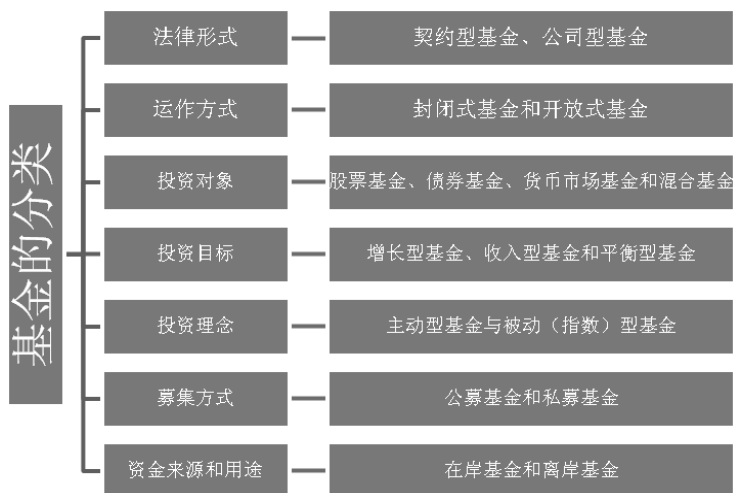 基金的分类
法律形式
契约型基金、公司型基金
运作方式
封闭式基金和开放式基金
投资对象
股票基金、债券基金、货币市场基金和混合基金
投资目标
增长型基金、收入型基金和平衡型基金
投资理念
主动型基金与被动（指数）型基金
募集方式
公募基金和私募基金
资金来源和用途
在岸基金和离岸基金